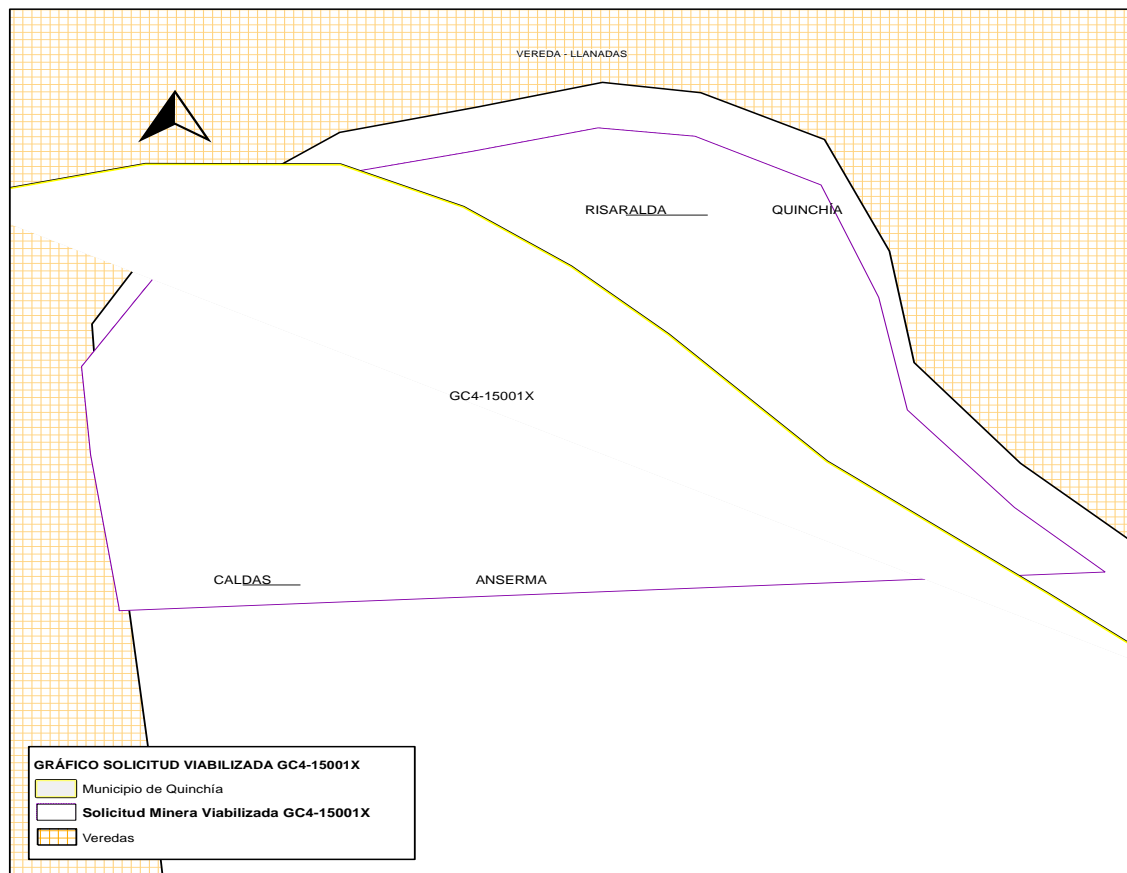 VEREDA - LLANADAS
RISARALDA QUINCHÍA
GC4-15001X
CALDAS ANSERMA
GRÁFICO SOLICITUD VIABILIZADA GC4-15001X
Municipio de Quinchía
Solicitud Minera Viabilizada GC4-15001X
Veredas